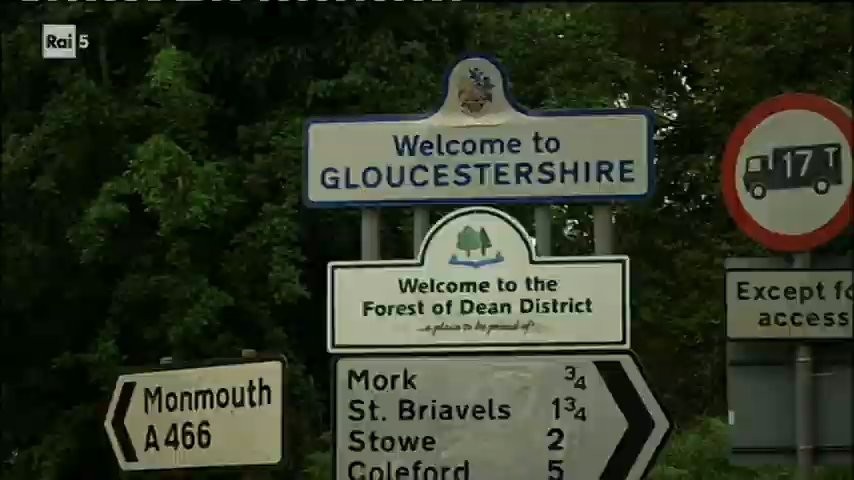 Rai 5
Welcome to
GLOUCESTERSHIRE
17 T
Welcome to the
Forest of Dean District
...a place to be proud of...
Except fo
access
Monmouth
A466
Mork 3/4
St. Briavels 1 3/4
Stowe 2
Coleford 5